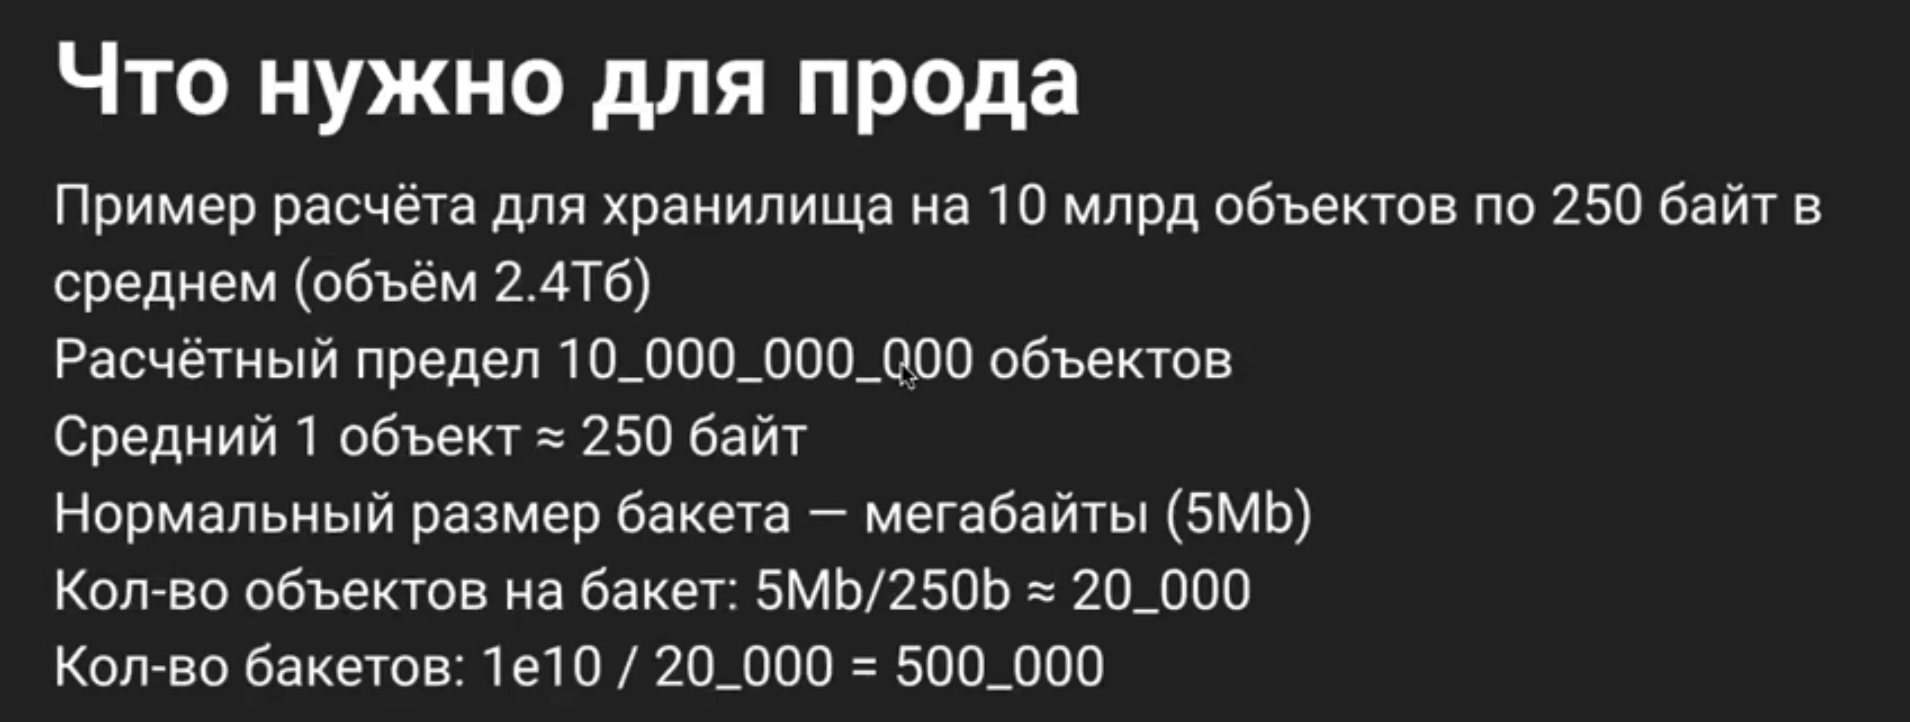 Что нужно для прода
Пример расчёта для хранилища на 10 млрд объектов по 250 байт в
среднем (объём 2.4Тб)
Расчётный предел 10_000_000_000 объектов
Средний 1 объект ≈ 250 байт
Нормальный размер бакета — мегабайты (5Mb)
Кол-во объектов на бакет: 5Mb/250b ≈ 20_000
Кол-во бакетов: 1e10 / 20_000 = 500_000